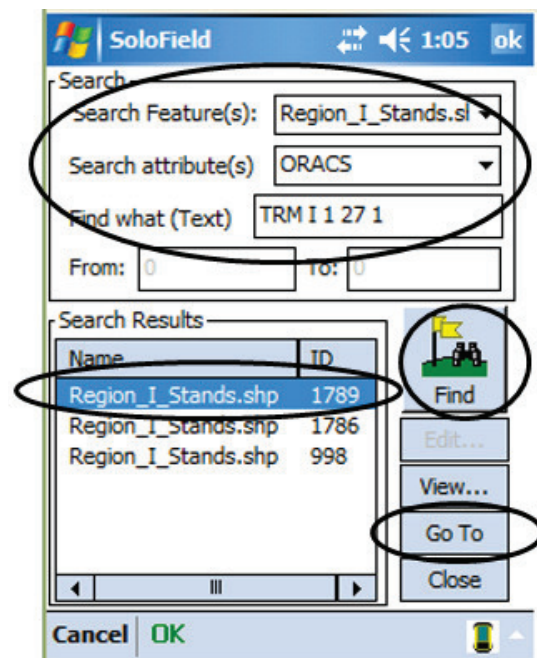 SoloField 1:05 ok
Search
Search Feature(s): Region_I_Stands.sl
Search attribute(s) ORACS
Find what (Text) TRM I 1 27 1
From: 0 To: 0
Search Results
Name ID
Region_I_Stands.shp 1789
Region_I_Stands.shp 1786
Region_I_Stands.shp 998
Find
Edit...
View...
Go To
Close
Cancel OK